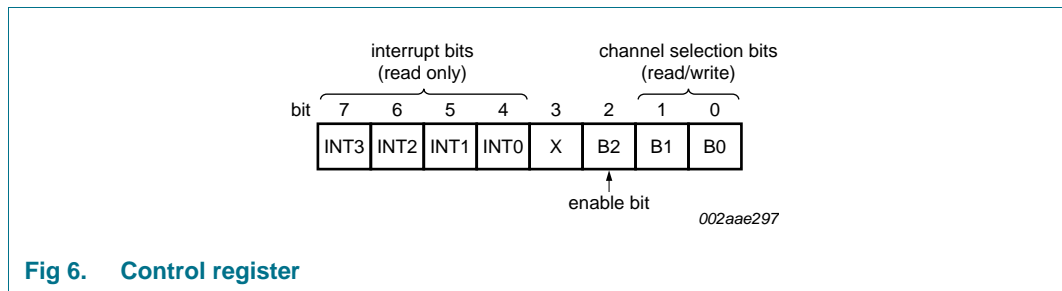 interrupt bits
(read only)
channel selection bits
(read/write)
bit 7 6 5 4 3 2 1 0
INT3 INT2 INT1 INT0 X B2 B1 B0
enable bit
002aae297
Fig 6. Control register